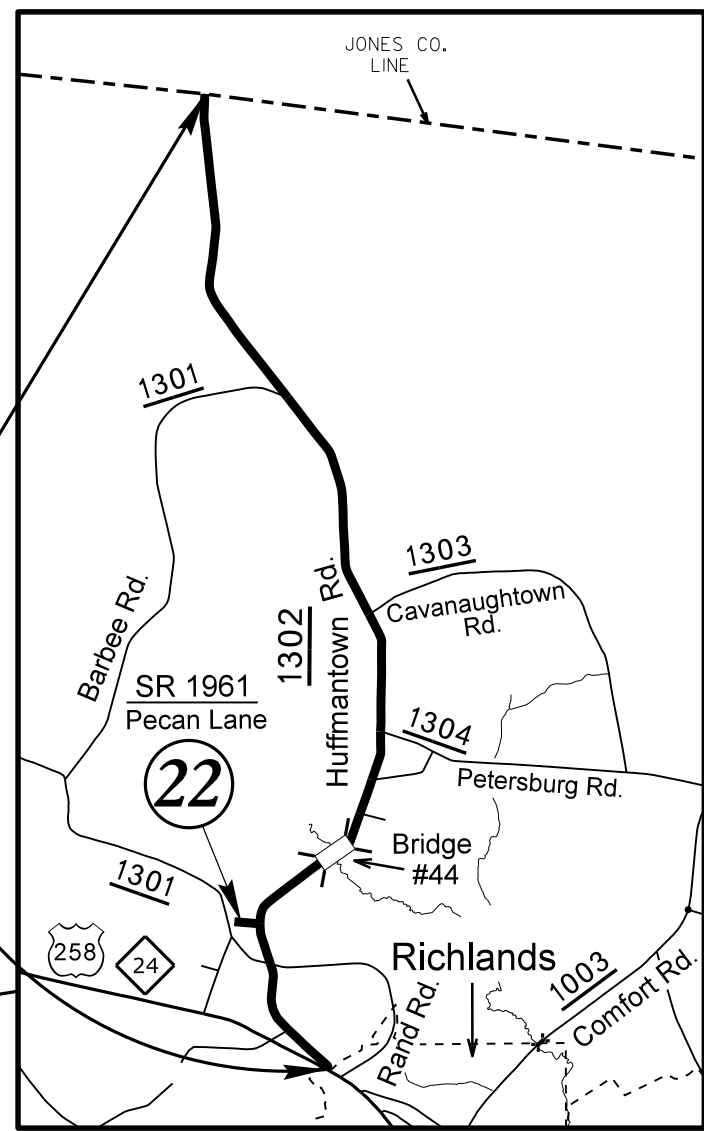 JONES CO.
LINE
1301
1303
Cavanaughtown
Rd.
Barbee Rd.
1302
Huffmantown Rd.
SR 1961
Pecan Lane
22
1304
Petersburg Rd.
Bridge
#44
1301
258
24
Richlands
Rand Rd.
1003
Comfort Rd.